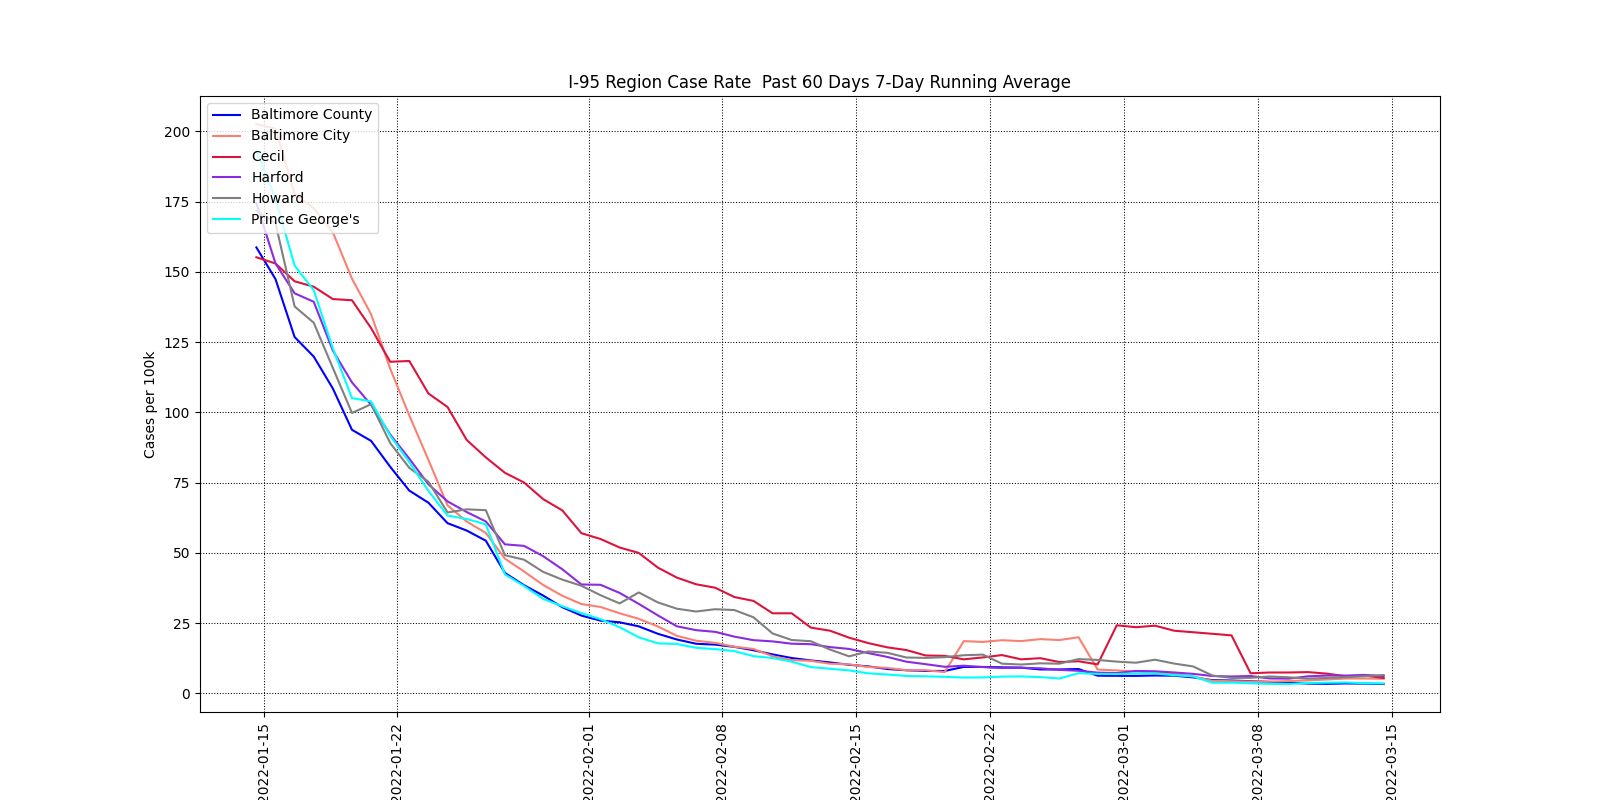 I-95 Region Case Rate  Past 60 Days 7-Day Running Average
Baltimore County
Baltimore City
Cecil
Harford
Howard
Prince George's
Cases per 100k
200
175
150
125
100
75
50
25
0
2022-01-15
2022-01-22
2022-02-01
2022-02-08
2022-02-15
2022-02-22
2022-03-01
2022-03-08
2022-03-15